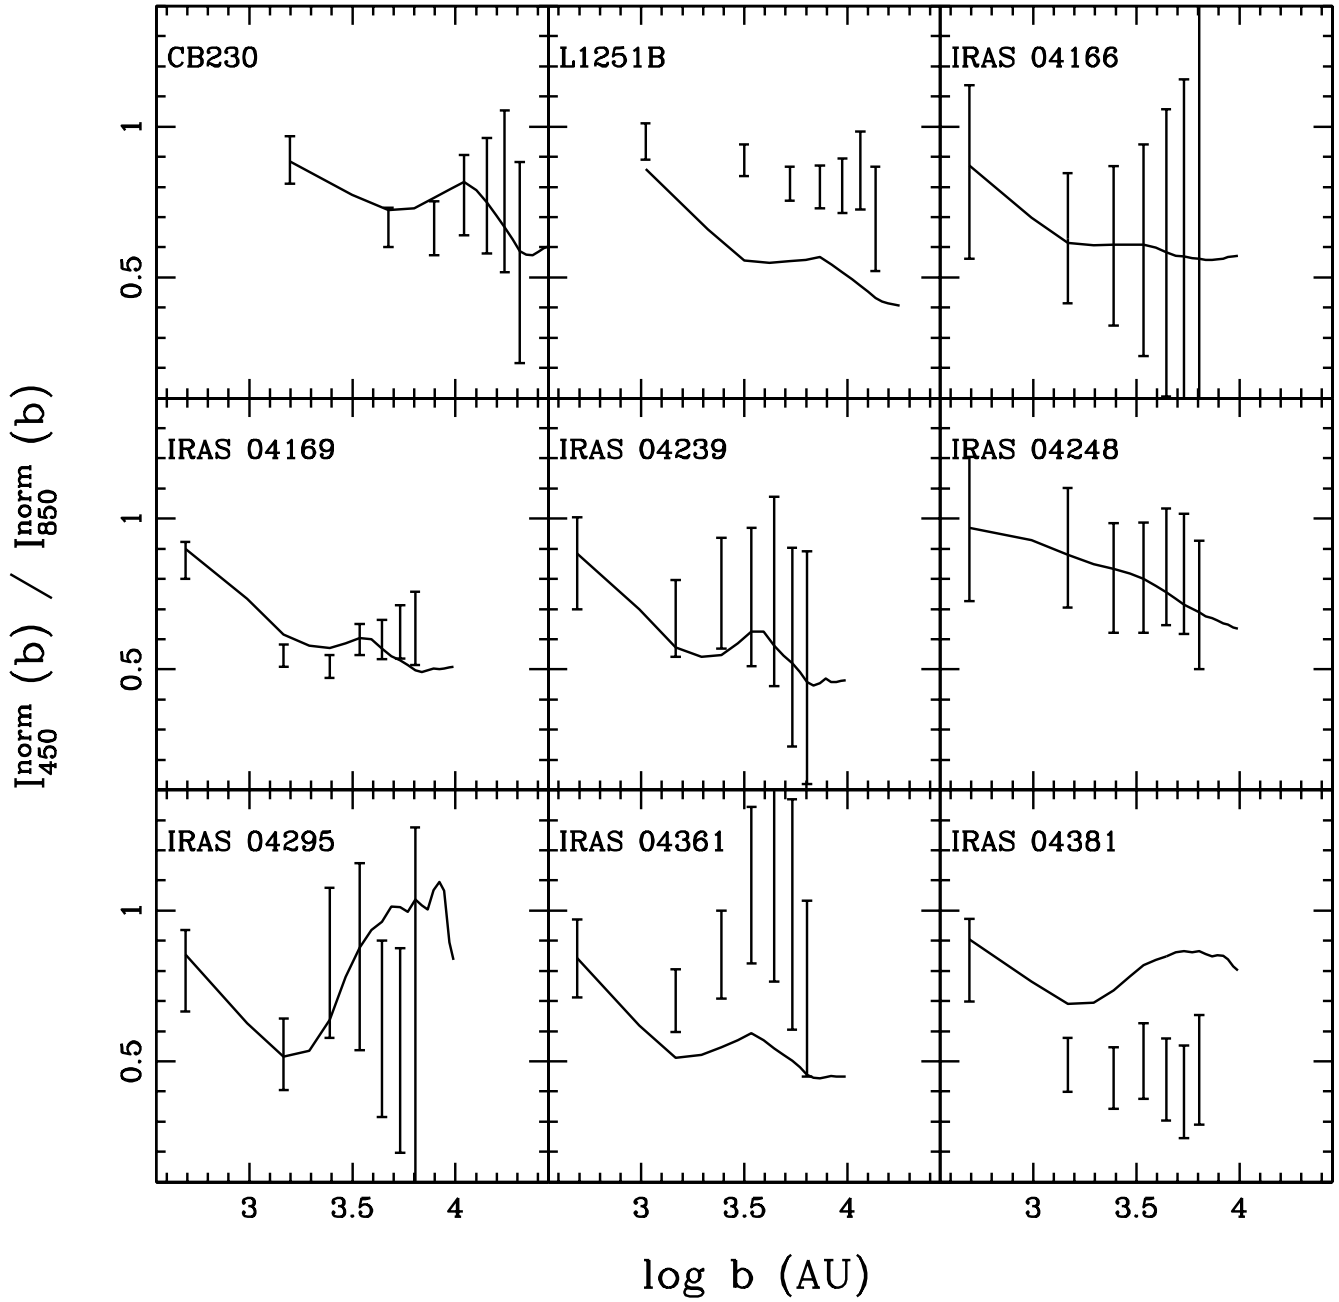 CB230
L1251B
IRAS 04166
1
0.5
IRAS 04169
IRAS 04239
IRAS 04248
1
0.5
IRAS 04295
IRAS 04361
IRAS 04381
1
0.5
3 3.5 4
3 3.5 4
3 3.5 4
log b (AU)
I^norm_450 (b) / I^norm_850 (b)